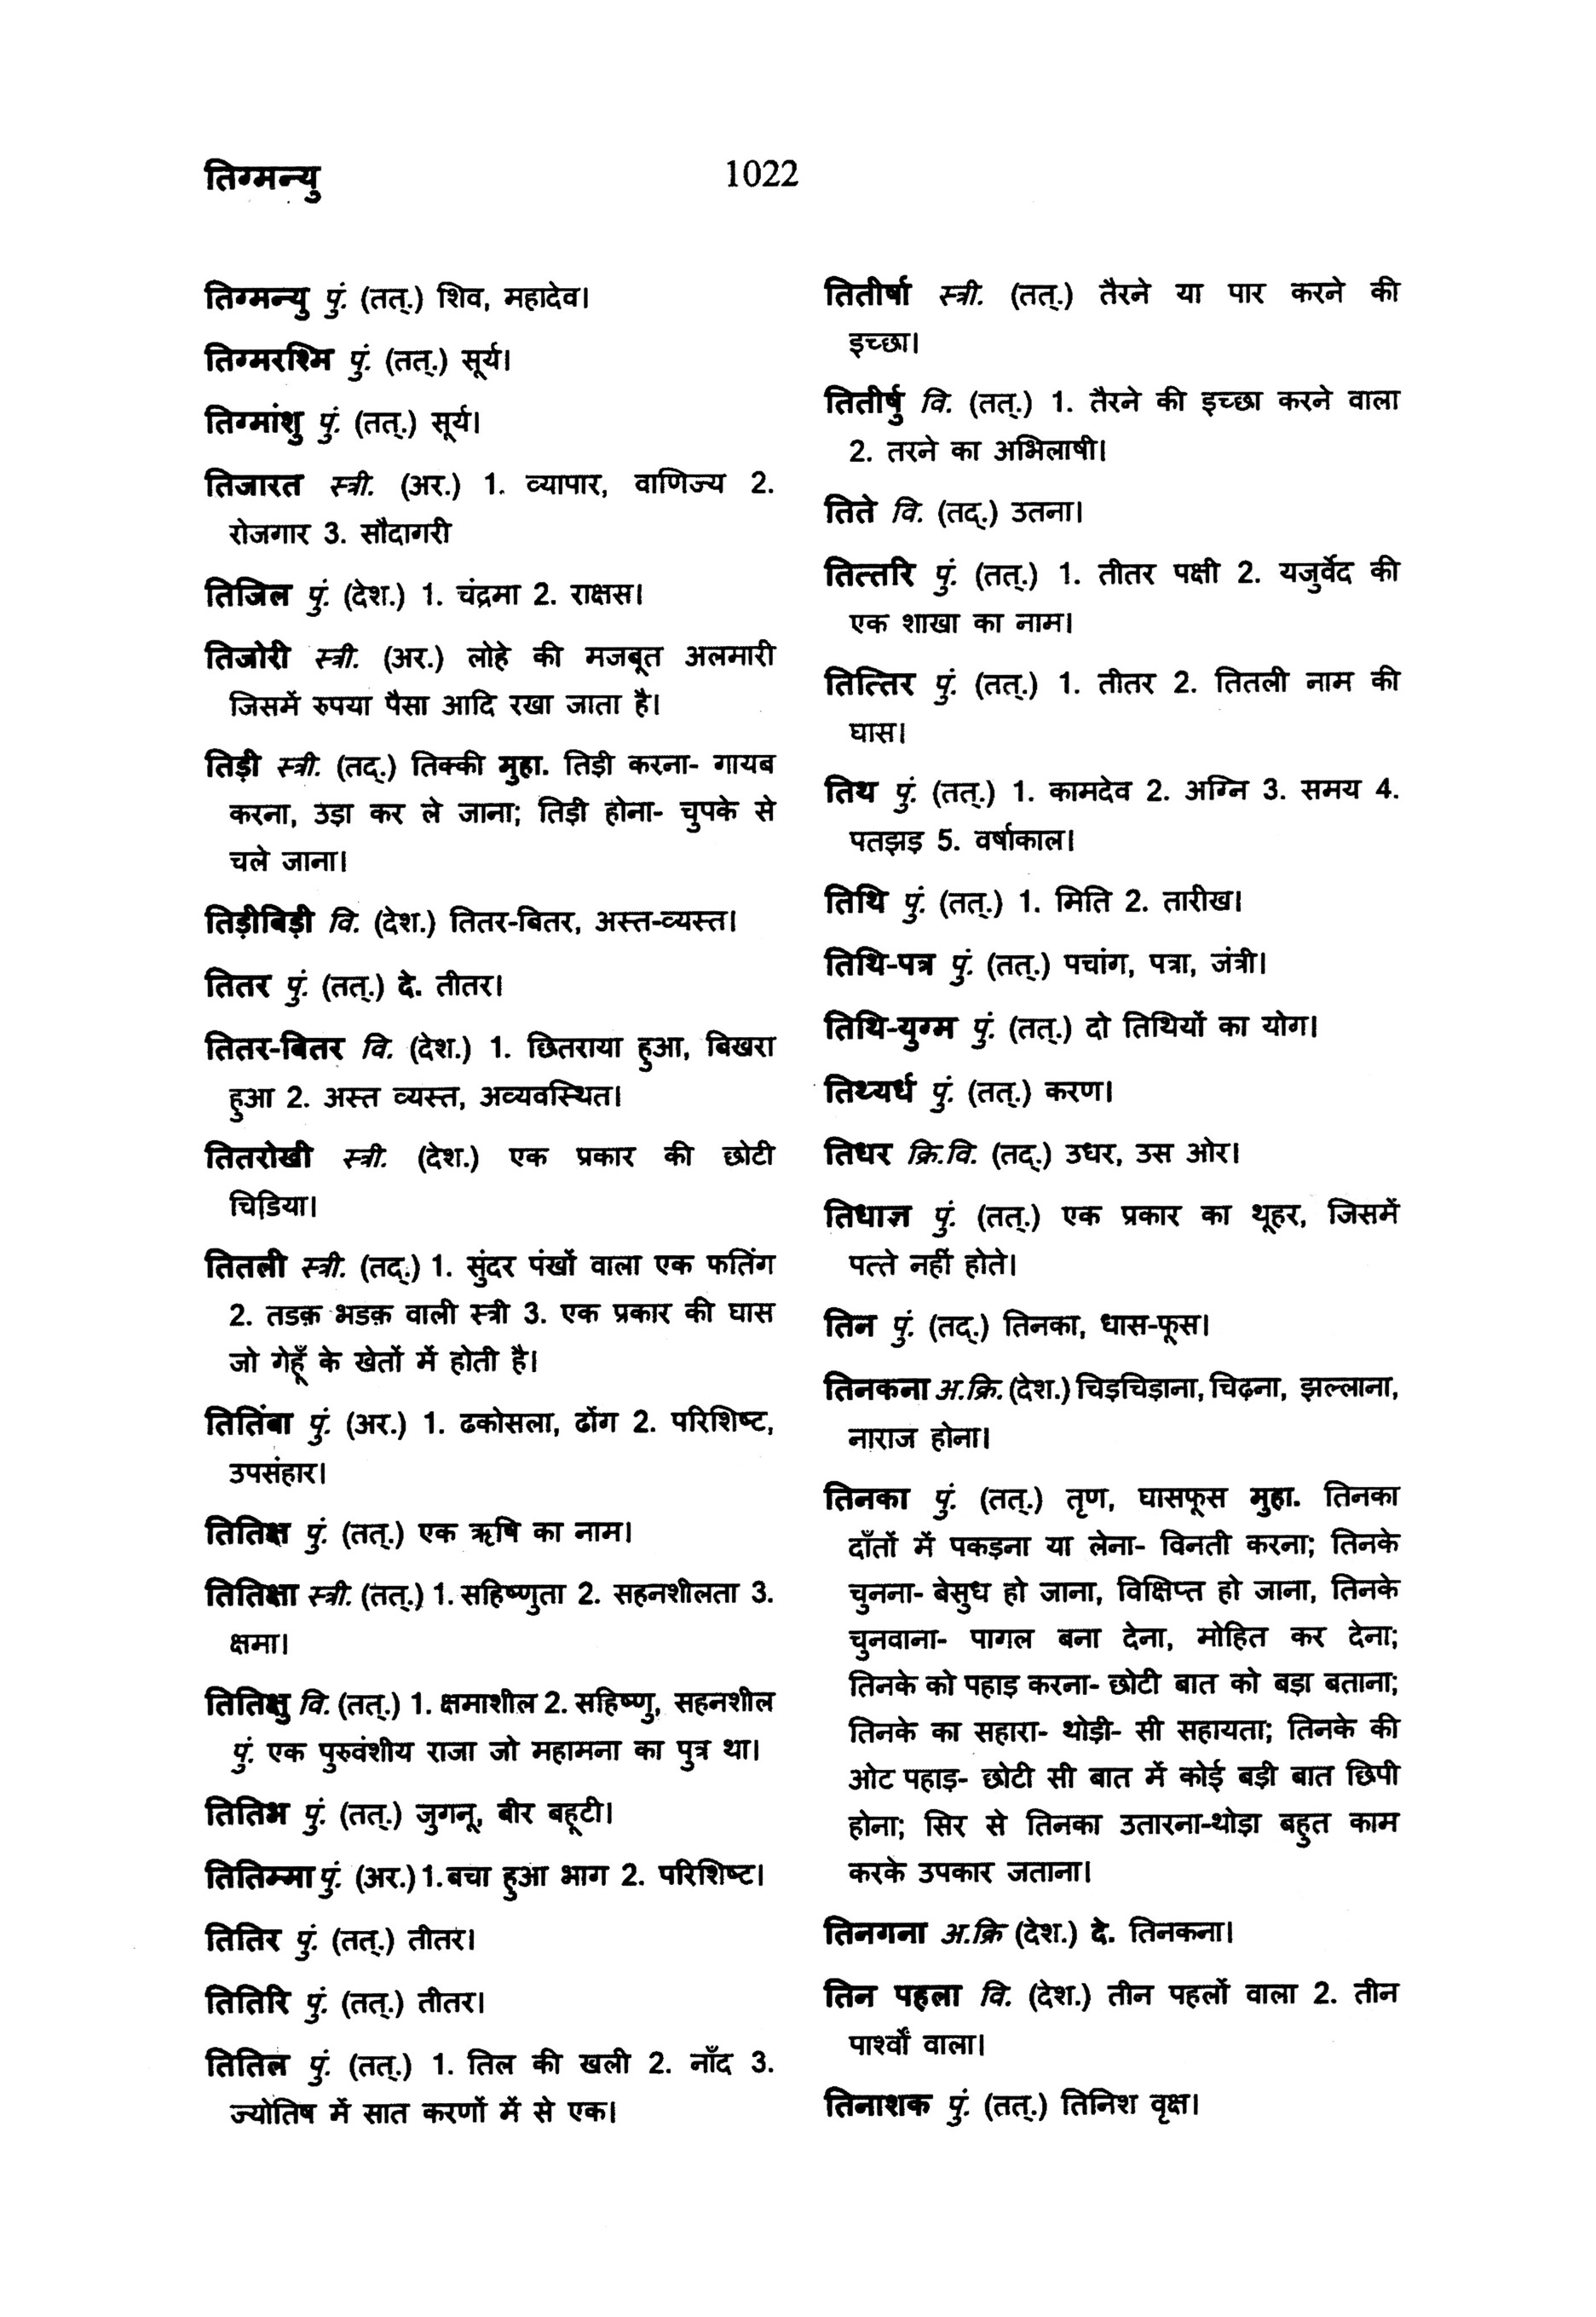 तिग्ममन्यु
1022
तिग्ममन्यु पुं. (तत्.) शिव, महादेव।
तिग्मरश्मि पुं. (तत्.) सूर्य।
तिग्मांशु पुं. (तत्.) सूर्य।
तिजारत स्त्री. (अर.) 1. व्यापार, वाणिज्य 2.
रोजगार 3. सौदागरी
तिजिल पुं. (देश.) 1. चंद्रमा 2. राक्षस।
तिजोरी स्त्री. (अर.) लोहे की मजबूत अलमारी
जिसमें रुपया पैसा आदि रखा जाता है।
तिड़ी स्त्री. (तद्.) तिक्की मुहा. तिड़ी करना- गायब
करना, उड़ा कर ले जाना; तिड़ी होना- चुपके से
चले जाना।
तिड़ीबिड़ी वि. (देश.) तितर-बितर, अस्त-व्यस्त।
तितर पुं. (तत्.) दे. तीतर।
तितर-बितर वि. (देश.) 1. छितराया हुआ, बिखरा
हुआ 2. अस्त व्यस्त, अव्यवस्थित।
तितरोखी स्त्री. (देश.) एक प्रकार की छोटी
चिडि़या।
तितली स्त्री. (तद्.) 1. सुंदर पंखों वाला एक फतिंग
2. तडक़ भडक़ वाली स्त्री 3. एक प्रकार की घास
जो गेहूँ के खेतों में होती है।
तितिंबा पुं. (अर.) 1. ढकोसला, ढोंग 2. परिशिष्ट,
उपसंहार।
तितिक्ष पुं. (तत्.) एक ऋषि का नाम।
तितिक्षा स्त्री. (तत्.) 1. सहिष्णुता 2. सहनशीलता 3.
क्षमा।
तितिक्षु वि. (तत्.) 1. क्षमाशील 2. सहिष्णु, सहनशील
पुं. एक पुरुवंशीय राजा जो महामना का पुत्र था।
तितिभ पुं. (तत्.) जुगनू, बीर बहूटी।
तितिम्मा पुं. (अर.) 1. बचा हुआ भाग 2. परिशिष्ट।
तितिर पुं. (तत्.) तीतर।
तितिरि पुं. (तत्.) तीतर।
तितिल पुं. (तत्.) 1. तिल की खली 2. नाँद 3.
ज्योतिष में सात करणों में से एक।
तितीर्षा स्त्री. (तत्.) तैरने या पार करने की
इच्छा।
तितीर्षु वि. (तत्.) 1. तैरने की इच्छा करने वाला
2. तरने का अभिलाषी।
तिते वि. (तद्.) उतना।
तित्तरि पुं. (तत्.) 1. तीतर पक्षी 2. यजुर्वेद की
एक शाखा का नाम।
तित्तिर पुं. (तत्.) 1. तीतर 2. तितली नाम की
घास।
तिथ पुं. (तत्.) 1. कामदेव 2. अग्नि 3. समय 4.
पतझड़ 5. वर्षाकाल।
तिथि पुं. (तत्.) 1. मिति 2. तारीख।
तिथि-पत्र पुं. (तत्.) पचांग, पत्रा, जंत्री।
तिथि-युग्म पुं. (तत्.) दो तिथियों का योग।
तिथ्यर्ध पुं. (तत्.) करण।
तिधर क्रि.वि. (तद्.) उधर, उस ओर।
तिधाज्ञ पुं. (तत्.) एक प्रकार का थूहर, जिसमें
पत्ते नहीं होते।
तिन पुं. (तद्.) तिनका, धास-फूस।
तिनकना अ.क्रि. (देश.) चिड़चिड़ाना, चिढ़ना, झल्लाना,
नाराज होना।
तिनका पुं. (तत्.) तृण, घासफूस मुहा. तिनका
दाँतों में पकड़ना या लेना- विनती करना; तिनके
चुनना- बेसुध हो जाना, विक्षिप्त हो जाना, तिनके
चुनवाना- पागल बना देना, मोहित कर देना;
तिनके को पहाड़ करना- छोटी बात को बड़ा बताना;
तिनके का सहारा- थोड़ी- सी सहायता; तिनके की
ओट पहाड़- छोटी सी बात में कोई बड़ी बात छिपी
होना; सिर से तिनका उतारना-थोड़ा बहुत काम
करके उपकार जताना।
तिनगना अ.क्रि (देश.) दे. तिनकना।
तिन पहला वि. (देश.) तीन पहलों वाला 2. तीन
पार्श्वों वाला।
तिनाशक पुं. (तत्.) तिनिश वृक्ष।